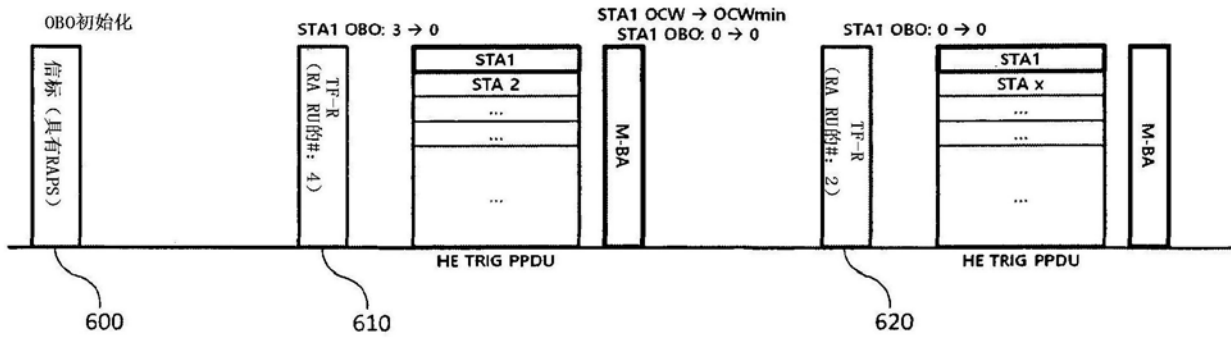 OBO初始化
STA1 OBO: 3 → 0
STA1 OCW → OCWmin
STA1 OBO: 0 → 0
STA1 OBO: 0 → 0
信标（具有RAPS）
TF-R
（RA RU的#: 4）
STA1
STA 2
...
...
...
M-BA
TF-R
（RA RU的#: 2）
STA1
STA x
...
...
...
M-BA
HE TRIG PPDU
HE TRIG PPDU
600
610
620